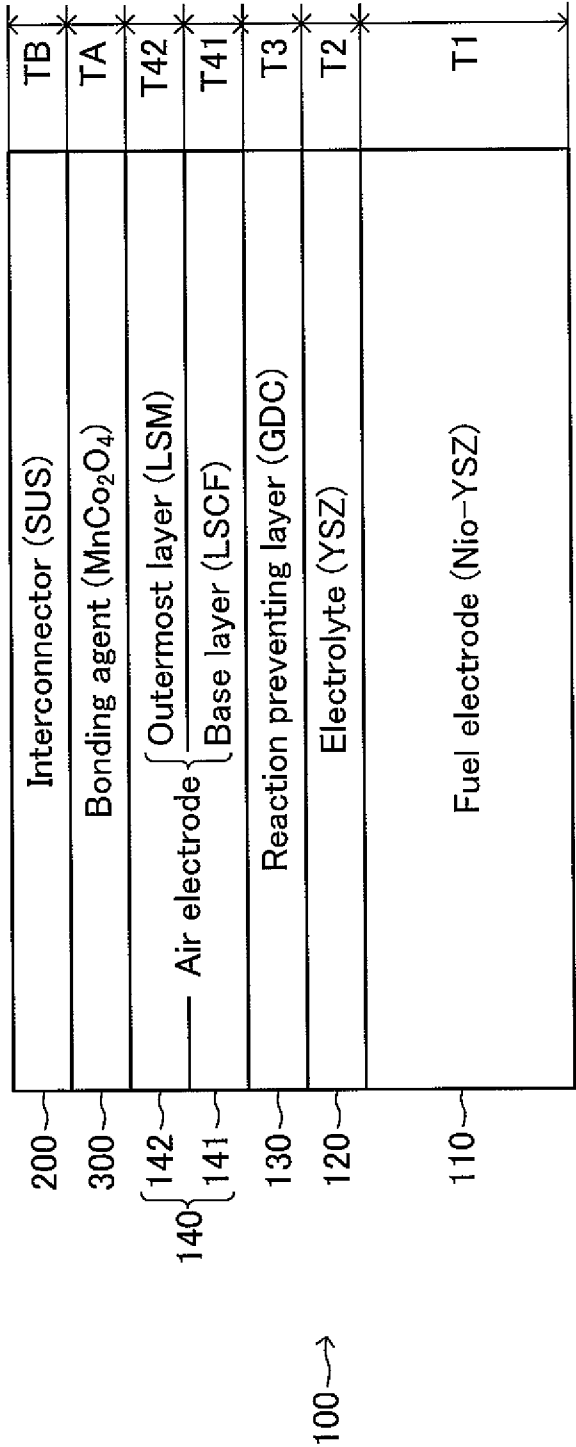 200 Interconnector (SUS) TB
300 Bonding agent (MnCo₂O₄) TA
142 Outermost layer (LSM) T42
140 Air electrode
141 Base layer (LSCF) T41
130 Reaction preventing layer (GDC) T3
120 Electrolyte (YSZ) T2
110 Fuel electrode (Nio-YSZ) T1
100